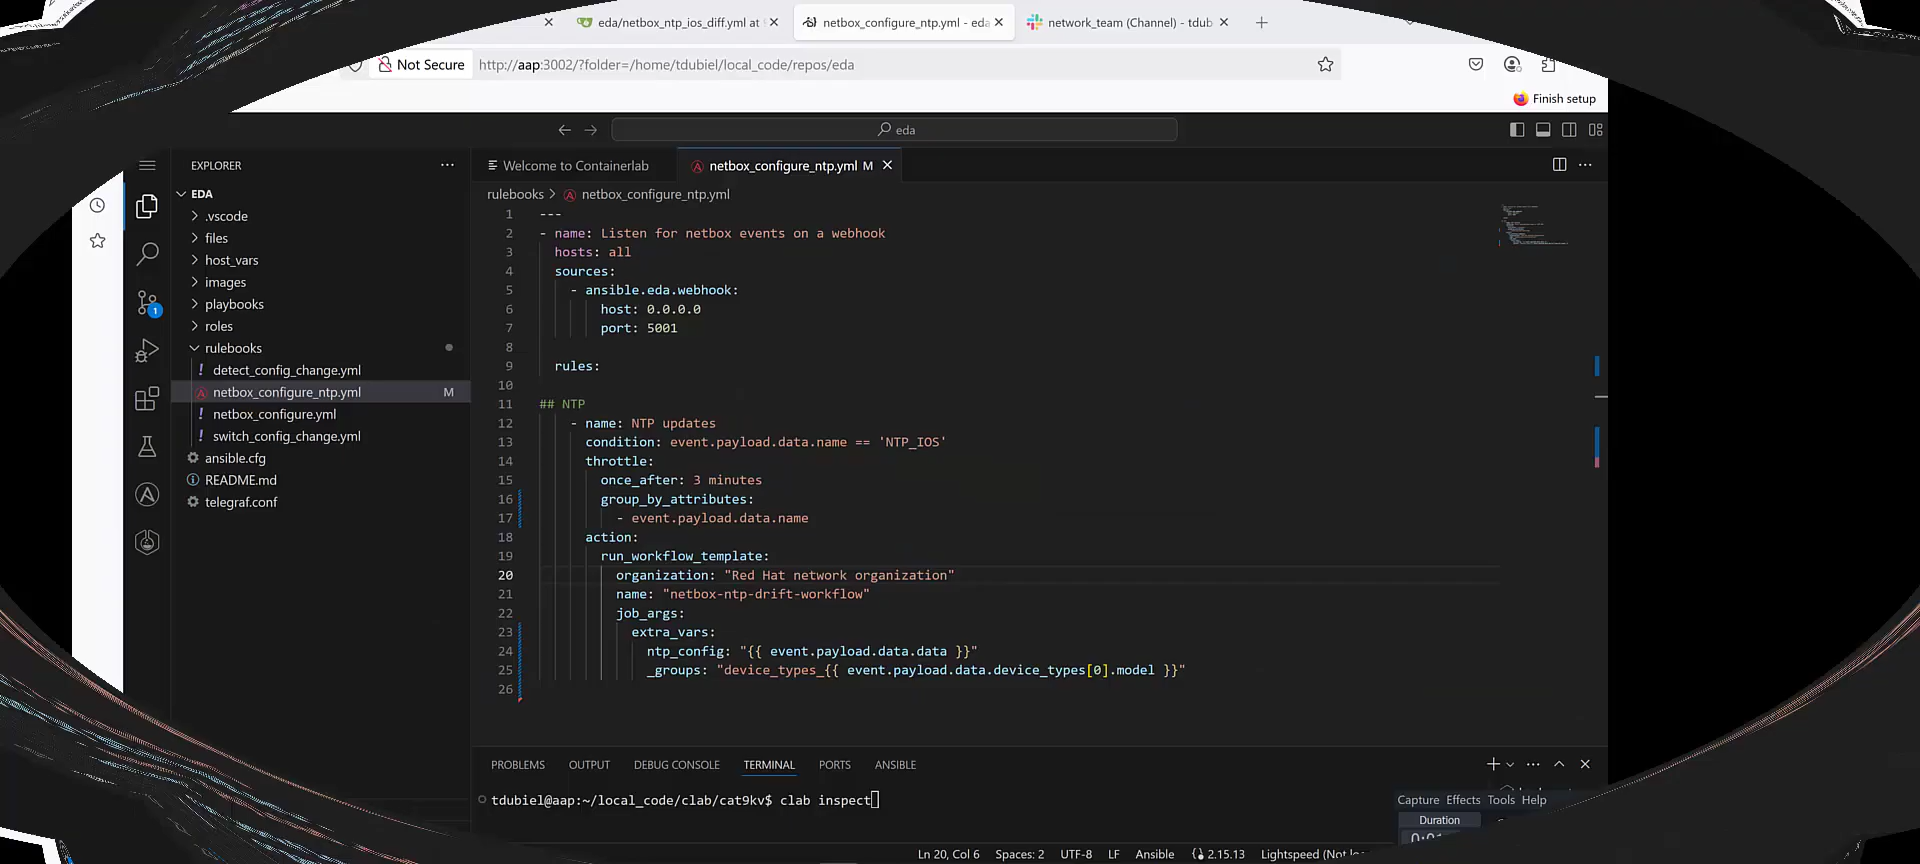 eda/netbox_ntp_ios_diff.yml at
netbox_configure_ntp.yml - eda
network_team (Channel) - tdub
Not Secure
http://aap:3002/?folder=/home/tdubiel/local_code/repos/eda
Finish setup
eda
EXPLORER
Welcome to Containerlab
netbox_configure_ntp.yml M
EDA
rulebooks > netbox_configure_ntp.yml
.vscode
files
host_vars
images
playbooks
roles
rulebooks
detect_config_change.yml
netbox_configure_ntp.yml M
netbox_configure.yml
switch_config_change.yml
ansible.cfg
README.md
telegraf.conf
1
1 ---
2 - name: Listen for netbox events on a webhook
3 hosts: all
4 sources:
5 - ansible.eda.webhook:
6 host: 0.0.0.0
7 port: 5001
8
9 rules:
10
11 ## NTP
12 - name: NTP updates
13 condition: event.payload.data.name == 'NTP_IOS'
14 throttle:
15 once_after: 3 minutes
16 group_by_attributes:
17 - event.payload.data.name
18 action:
19 run_workflow_template:
20 organization: "Red Hat network organization"
21 name: "netbox-ntp-drift-workflow"
22 job_args:
23 extra_vars:
24 ntp_config: "{{ event.payload.data.data }}"
25 _groups: "device_types_{{ event.payload.data.device_types[0].model }}"
26
PROBLEMS OUTPUT DEBUG CONSOLE TERMINAL PORTS ANSIBLE
tdubiel@aap:~/local_code/clab/cat9kv$ clab inspect
Capture Effects Tools Help
Duration
Ln 20, Col 6 Spaces: 2 UTF-8 LF Ansible 2.15.13 Lightspeed (Not